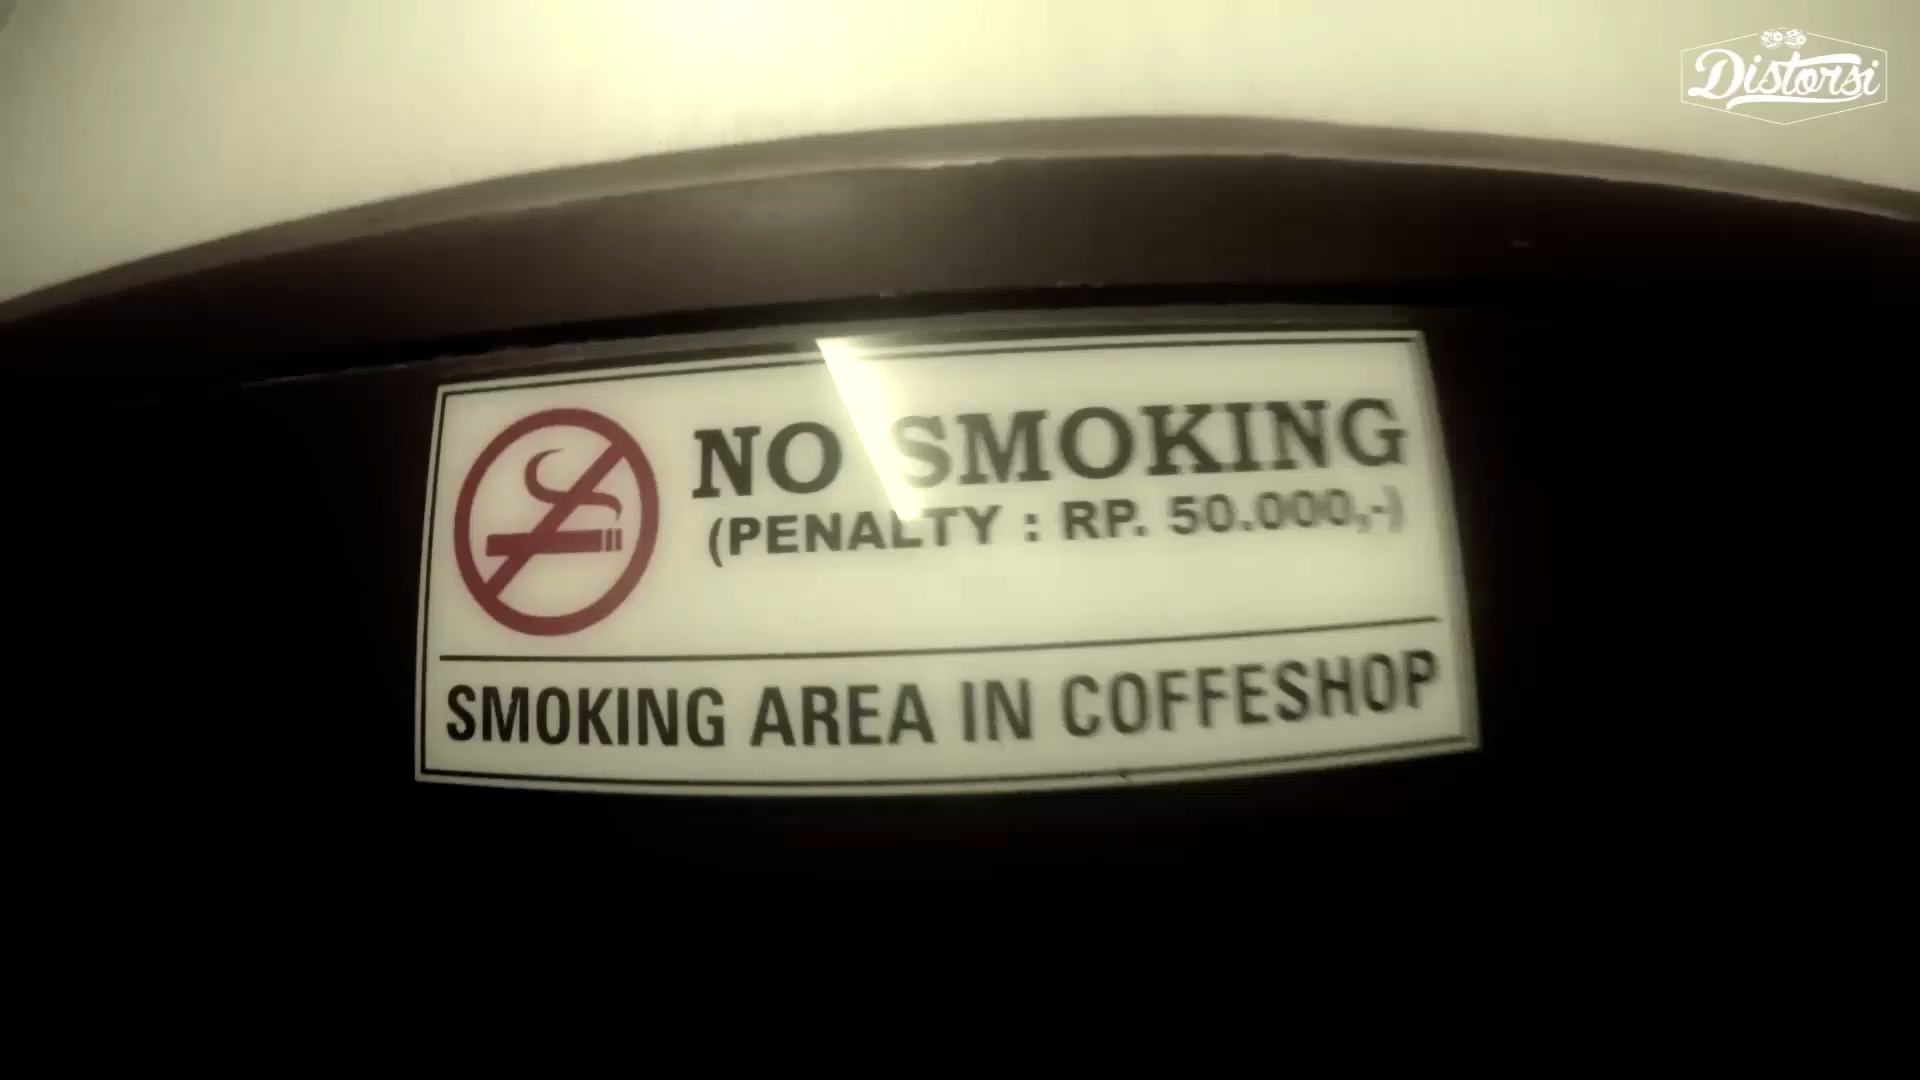 Distorsi
NO SMOKING
(PENALTY : RP. 50.000,-)
SMOKING AREA IN COFFESHOP